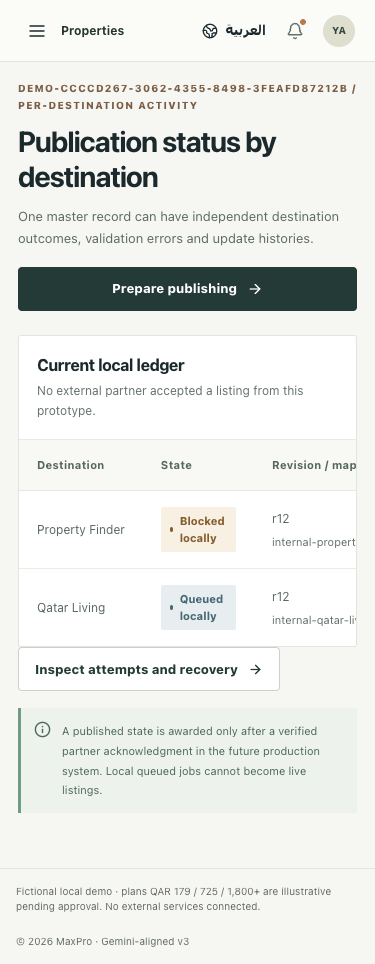 Properties
العربية
YA
DEMO-CCCCD267-3062-4355-8498-3FEAFD87212B /
PER-DESTINATION ACTIVITY
Publication status by
destination
One master record can have independent destination
outcomes, validation errors and update histories.
Prepare publishing →
Current local ledger
No external partner accepted a listing from this
prototype.
Destination State Revision / map
Property Finder
Blocked
locally
r12
internal-propert
Qatar Living
Queued
locally
r12
internal-qatar-li
Inspect attempts and recovery →
A published state is awarded only after a verified
partner acknowledgment in the future production
system. Local queued jobs cannot become live
listings.
Fictional local demo · plans QAR 179 / 725 / 1,800+ are illustrative
pending approval. No external services connected.
© 2026 MaxPro · Gemini-aligned v3